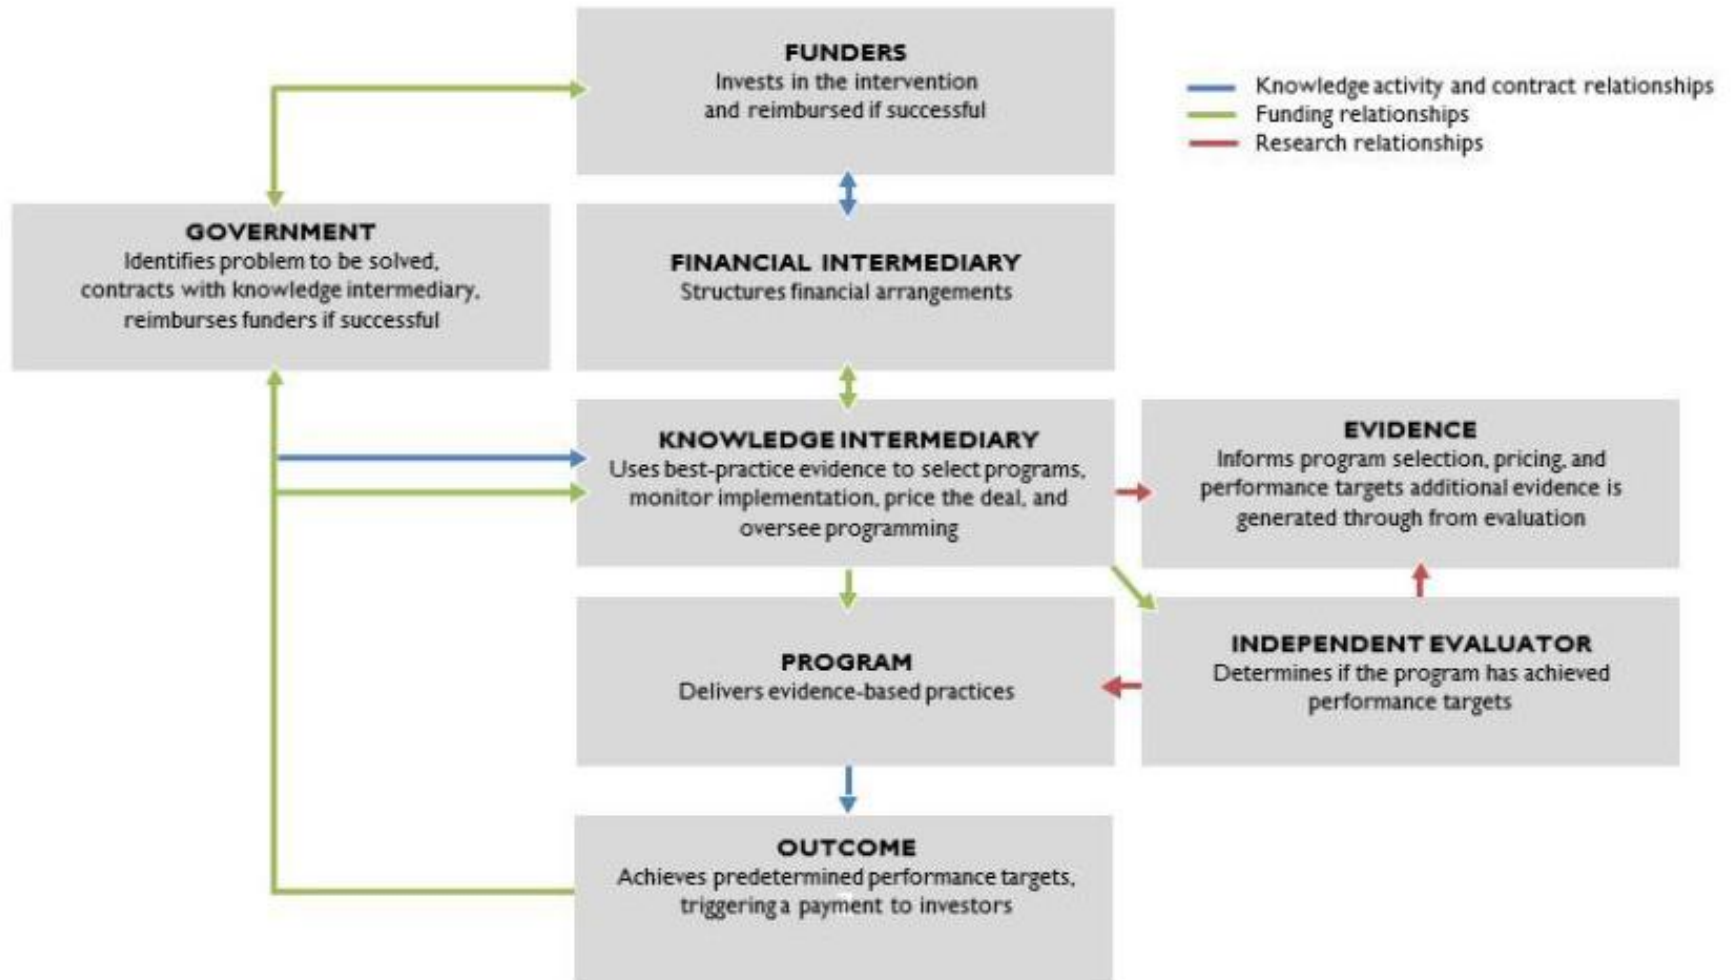 FUNDERS
Invests in the intervention
and reimbursed if successful
Knowledge activity and contract relationships
Funding relationships
Research relationships
GOVERNMENT
Identifies problem to be solved,
contracts with knowledge intermediary,
reimburses funders if successful
FINANCIAL INTERMEDIARY
Structures financial arrangements
KNOWLEDGE INTERMEDIARY
Uses best-practice evidence to select programs,
monitor implementation, price the deal, and
oversee programming
EVIDENCE
Informs program selection, pricing, and
performance targets additional evidence is
generated through from evaluation
PROGRAM
Delivers evidence-based practices
INDEPENDENT EVALUATOR
Determines if the program has achieved
performance targets
OUTCOME
Achieves predetermined performance targets,
triggering a payment to investors